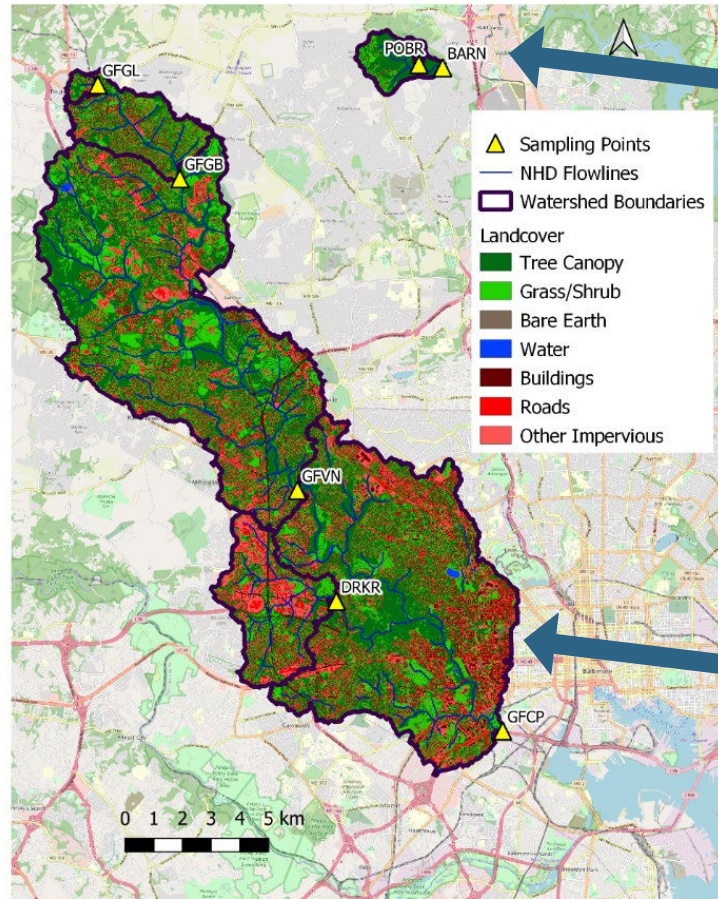 GFGL
POBR
BARN
GFGB
Sampling Points
NHD Flowlines
Watershed Boundaries
Landcover
Tree Canopy
Grass/Shrub
Bare Earth
Water
Buildings
Roads
Other Impervious
GFVN
DRKR
Baltimore
GFCP
0 1 2 3 4 5 km